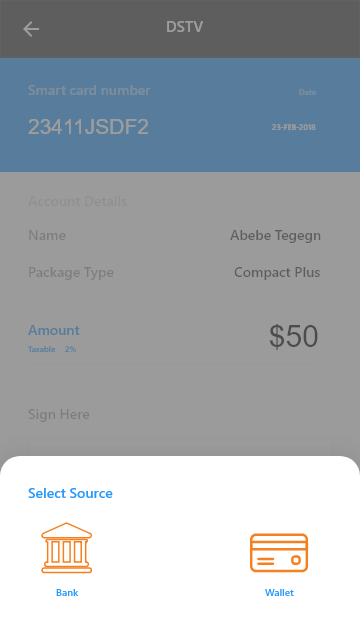 DSTV
Smart card number
Date
23411JSDF2
23-FEB-2018
Account Details
Name
Abebe Tegegn
Package Type
Compact Plus
Amount
$50
Taxable 2%
Sign Here
Select Source
Bank
Wallet